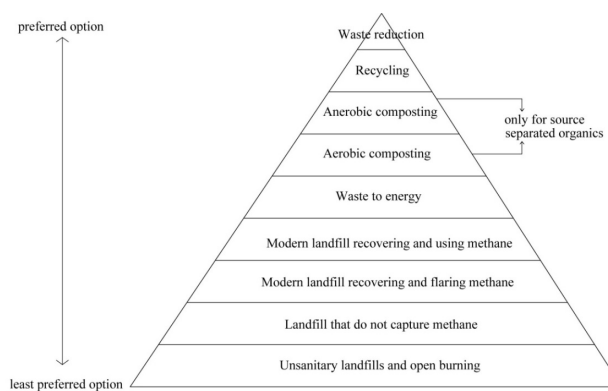 preferred option
Waste reduction
Recycling
Anerobic composting
only for source
separated organics
Aerobic composting
Waste to energy
Modern landfill recovering and using methane
Modern landfill recovering and flaring methane
Landfill that do not capture methane
Unsanitary landfills and open burning
least preferred option